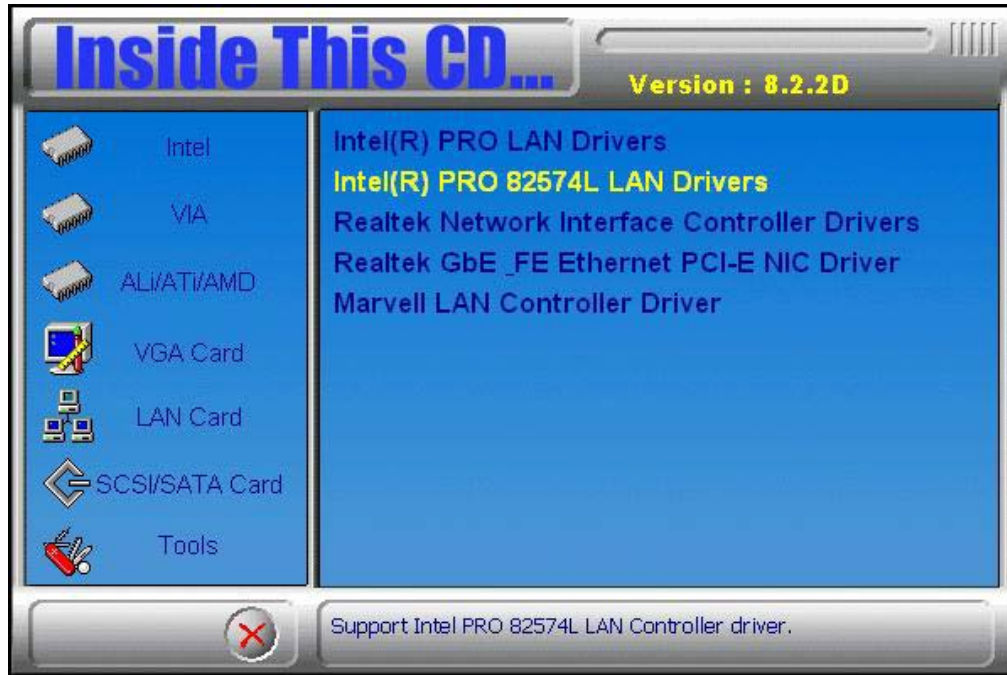 Inside This CD...
Version : 8.2.2D
Intel
VIA
ALi/ATi/AMD
VGA Card
LAN Card
SCSI/SATA Card
Tools
Intel(R) PRO LAN Drivers
Intel(R) PRO 82574L LAN Drivers
Realtek Network Interface Controller Drivers
Realtek GbE _FE Ethernet PCI-E NIC Driver
Marvell LAN Controller Driver
Support Intel PRO 82574L LAN Controller driver.